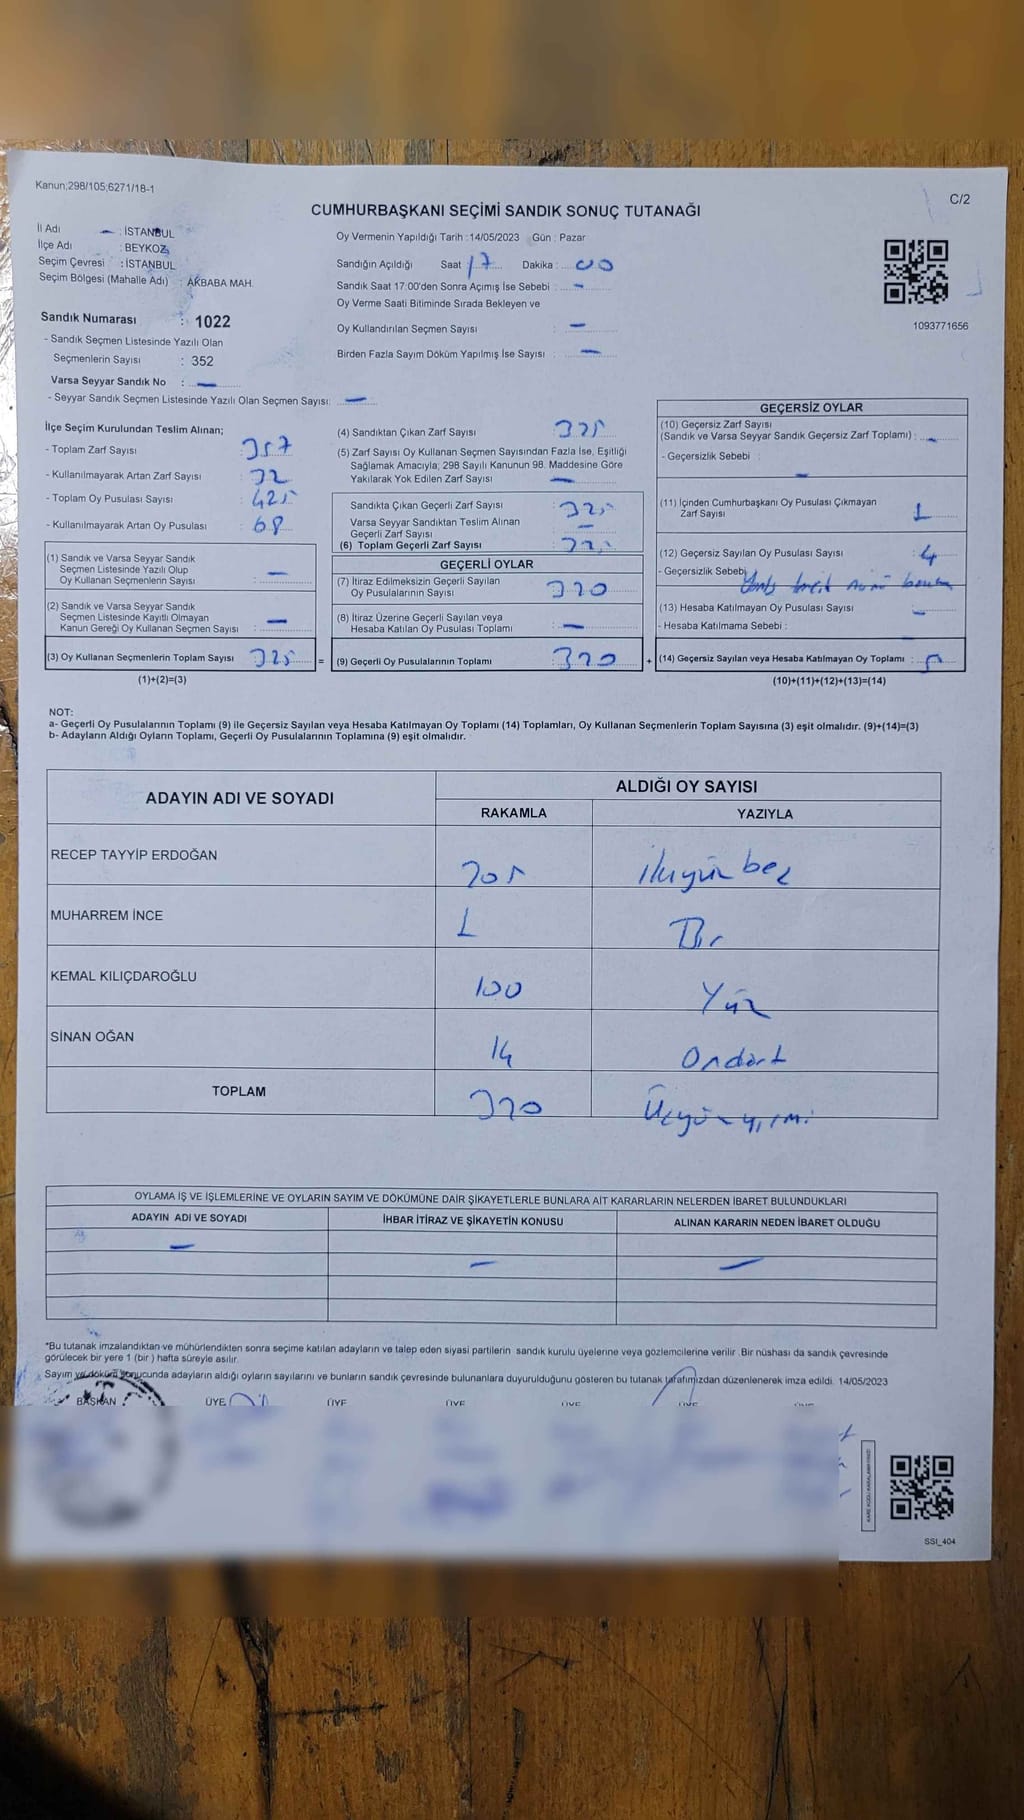 Kanun;298/105;6271/18-1
C/2
CUMHURBAŞKANI SEÇİMİ SANDIK SONUÇ TUTANAĞI
İl Adı : İSTANBUL
İlçe Adı : BEYKOZ
Seçim Çevresi : İSTANBUL
Seçim Bölgesi (Mahalle Adı) : AKBABA MAH.
Oy Vermenin Yapıldığı Tarih :14/05/2023 Gün : Pazar
Sandığın Açıldığı Saat 17 Dakika : 00
Sandık Saat 17:00'den Sonra Açımış İse Sebebi : -
Oy Verme Saati Bitiminde Sırada Bekleyen ve
Oy Kullandırılan Seçmen Sayısı : -
Birden Fazla Sayım Döküm Yapılmış İse Sayısı : -
1093771656
Sandık Numarası : 1022
- Sandık Seçmen Listesinde Yazılı Olan
Seçmenlerin Sayısı : 352
Varsa Seyyar Sandık No : -
- Seyyar Sandık Seçmen Listesinde Yazılı Olan Seçmen Sayısı: -
İlçe Seçim Kurulundan Teslim Alınan;
- Toplam Zarf Sayısı : 357
- Kullanılmayarak Artan Zarf Sayısı : 32
- Toplam Oy Pusulası Sayısı : 425
- Kullanılmayarak Artan Oy Pusulası : 68
(1) Sandık ve Varsa Seyyar Sandık
Seçmen Listesinde Yazılı Olup
Oy Kullanan Seçmenlerin Sayısı : -
(2) Sandık ve Varsa Seyyar Sandık
Seçmen Listesinde Kayıtlı Olmayan
Kanun Gereği Oy Kullanan Seçmen Sayısı : -
(3) Oy Kullanan Seçmenlerin Toplam Sayısı : 325 =
(1)+(2)=(3)
(4) Sandıktan Çıkan Zarf Sayısı : 325
(5) Zarf Sayısı Oy Kullanan Seçmen Sayısından Fazla İse, Eşitliği
Sağlamak Amacıyla; 298 Sayılı Kanunun 98. Maddesine Göre
Yakılarak Yok Edilen Zarf Sayısı : -
Sandıkta Çıkan Geçerli Zarf Sayısı : 325
Varsa Seyyar Sandıktan Teslim Alınan
Geçerli Zarf Sayısı : -
(6) Toplam Geçerli Zarf Sayısı : 325
GEÇERLİ OYLAR
(7) İtiraz Edilmeksizin Geçerli Sayılan
Oy Pusulalarının Sayısı : 320
(8) İtiraz Üzerine Geçerli Sayılan veya
Hesaba Katılan Oy Pusulası Toplamı : -
(9) Geçerli Oy Pusulalarının Toplamı : 320 +
GEÇERSİZ OYLAR
(10) Geçersiz Zarf Sayısı
(Sandık ve Varsa Seyyar Sandık Geçersiz Zarf Toplamı) : -
- Geçersizlik Sebebi :
-
(11) İçinden Cumhurbaşkanı Oy Pusulası Çıkmayan
Zarf Sayısı : 1
(12) Geçersiz Sayılan Oy Pusulası Sayısı : 4
- Geçersizlik Sebebi
(13) Hesaba Katılmayan Oy Pusulası Sayısı : -
- Hesaba Katılmama Sebebi :
(14) Geçersiz Sayılan veya Hesaba Katılmayan Oy Toplamı : 5
(10)+(11)+(12)+(13)=(14)
NOT:
a- Geçerli Oy Pusulalarının Toplamı (9) ile Geçersiz Sayılan veya Hesaba Katılmayan Oy Toplamı (14) Toplamları, Oy Kullanan Seçmenlerin Toplam Sayısına (3) eşit olmalıdır. (9)+(14)=(3)
b- Adayların Aldığı Oyların Toplamı, Geçerli Oy Pusulalarının Toplamına (9) eşit olmalıdır.
ADAYIN ADI VE SOYADI
ALDIĞI OY SAYISI
RAKAMLA YAZIYLA
RECEP TAYYİP ERDOĞAN 205 ikiyüz beş
MUHARREM İNCE 1 Bir
KEMAL KILIÇDAROĞLU 100 Yüz
SİNAN OĞAN 14 Ondört
TOPLAM 320 Üçyüz yirmi
OYLAMA İŞ VE İŞLEMLERİNE VE OYLARIN SAYIM VE DÖKÜMÜNE DAİR ŞİKAYETLERLE BUNLARA AİT KARARLARIN NELERDEN İBARET BULUNDUKLARI
ADAYIN ADI VE SOYADI İHBAR İTİRAZ VE ŞİKAYETİN KONUSU ALINAN KARARIN NEDEN İBARET OLDUĞU
- - -
*Bu tutanak imzalandıktan ve mühürlendikten sonra seçime katılan adayların ve talep eden siyasi partilerin sandık kurulu üyelerine veya gözlemcilerine verilir .Bir nüshası da sandık çevresinde
görülecek bir yere 1 (bir ) hafta süreyle asılır.
Sayım ve döküm sonucunda adayların aldığı oyların sayılarını ve bunların sandık çevresinde bulunanlara duyurulduğunu gösteren bu tutanak tarafımızdan düzenlenerek imza edildi. 14/05/2023
BAŞKAN ÜYE ÜYE ÜYE ÜYE ÜYE ÜYE
SSI_404